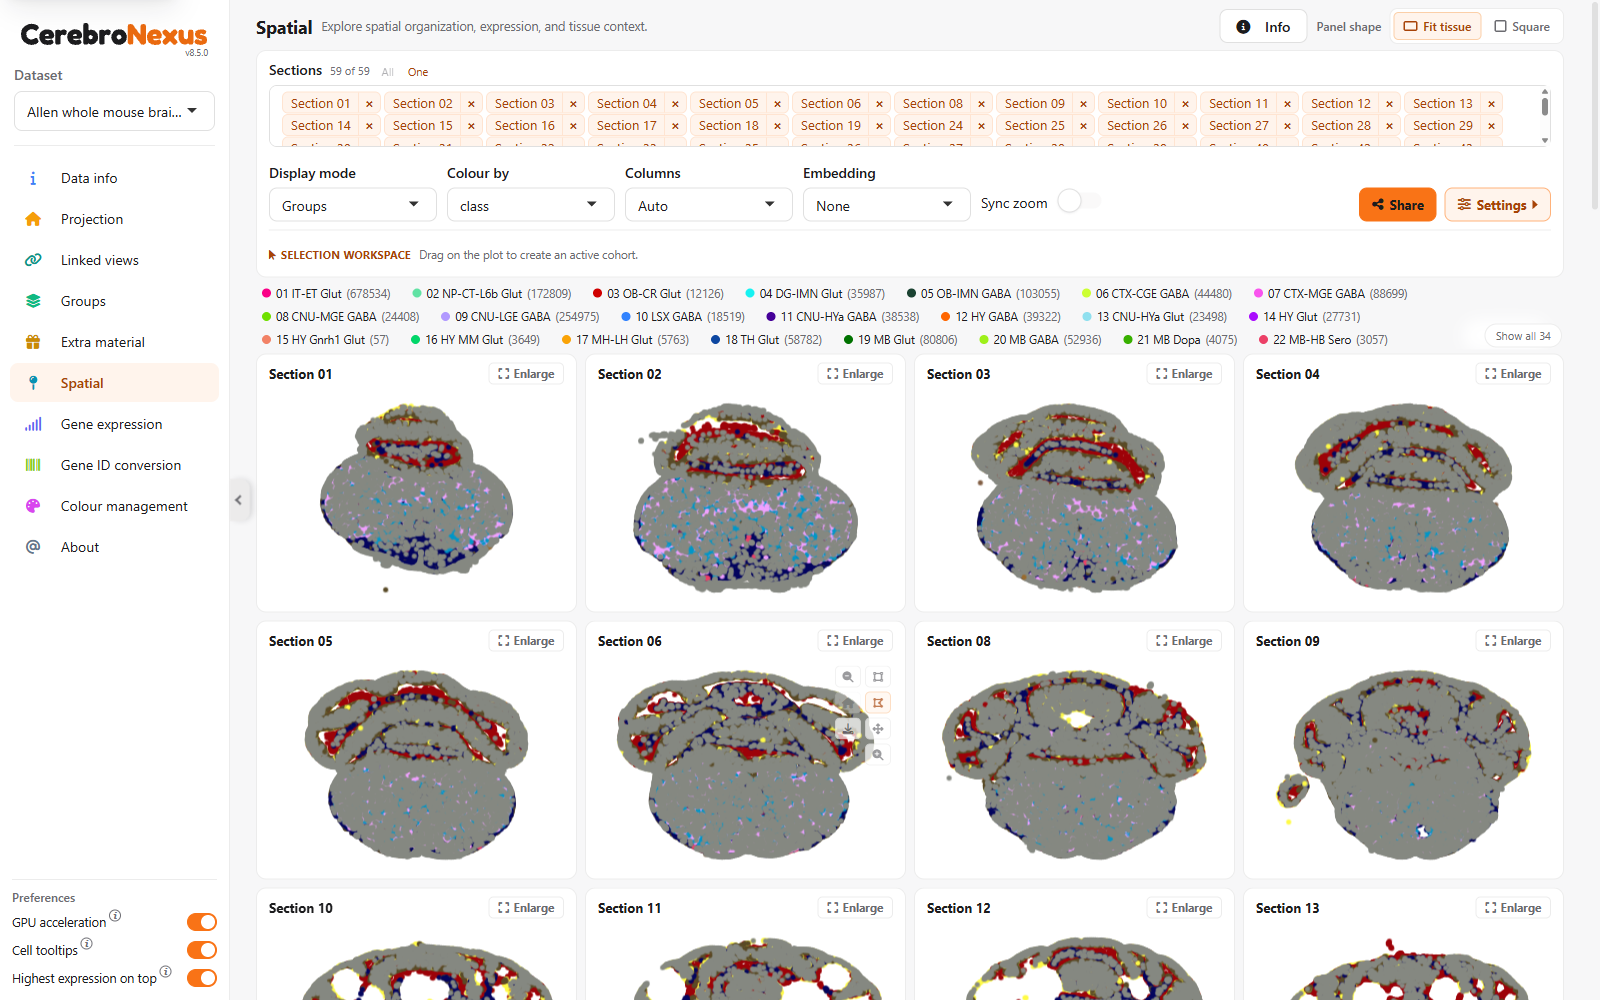 CerebroNexus
v8.5.0
Dataset
Allen whole mouse brai...
Data info
Projection
Linked views
Groups
Extra material
Spatial
Gene expression
Gene ID conversion
Colour management
About
Preferences
GPU acceleration
Cell tooltips
Highest expression on top
Spatial Explore spatial organization, expression, and tissue context.
Info Panel shape Fit tissue Square
Sections 59 of 59 All One
Section 01 × Section 02 × Section 03 × Section 04 × Section 05 × Section 06 × Section 08 × Section 09 × Section 10 × Section 11 × Section 12 × Section 13 ×
Section 14 × Section 15 × Section 16 × Section 17 × Section 18 × Section 19 × Section 24 × Section 25 × Section 26 × Section 27 × Section 28 × Section 29 ×
Display mode Colour by Columns Embedding
Groups class Auto None Sync zoom Share Settings
SELECTION WORKSPACE Drag on the plot to create an active cohort.
01 IT-ET Glut (678534) 02 NP-CT-L6b Glut (172809) 03 OB-CR Glut (12126) 04 DG-IMN Glut (35987) 05 OB-IMN GABA (103055) 06 CTX-CGE GABA (44480) 07 CTX-MGE GABA (88699)
08 CNU-MGE GABA (24408) 09 CNU-LGE GABA (254975) 10 LSX GABA (18519) 11 CNU-HYa GABA (38538) 12 HY GABA (39322) 13 CNU-HYa Glut (23498) 14 HY Glut (27731)
15 HY Gnrh1 Glut (57) 16 HY MM Glut (3649) 17 MH-LH Glut (5763) 18 TH Glut (58782) 19 MB Glut (80806) 20 MB GABA (52936) 21 MB Dopa (4075) 22 MB-HB Sero (3057) Show all 34
Section 01 Enlarge Section 02 Enlarge Section 03 Enlarge Section 04 Enlarge
Section 05 Enlarge Section 06 Enlarge Section 08 Enlarge Section 09 Enlarge
Section 10 Enlarge Section 11 Enlarge Section 12 Enlarge Section 13 Enlarge